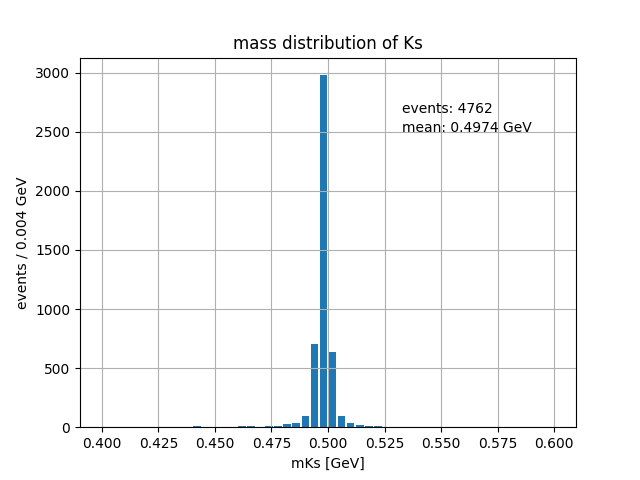 mass distribution of Ks
events: 4762
mean: 0.4974 GeV
events / 0.004 GeV
3000
2500
2000
1500
1000
500
0
0.400 0.425 0.450 0.475 0.500 0.525 0.550 0.575 0.600
mKs [GeV]